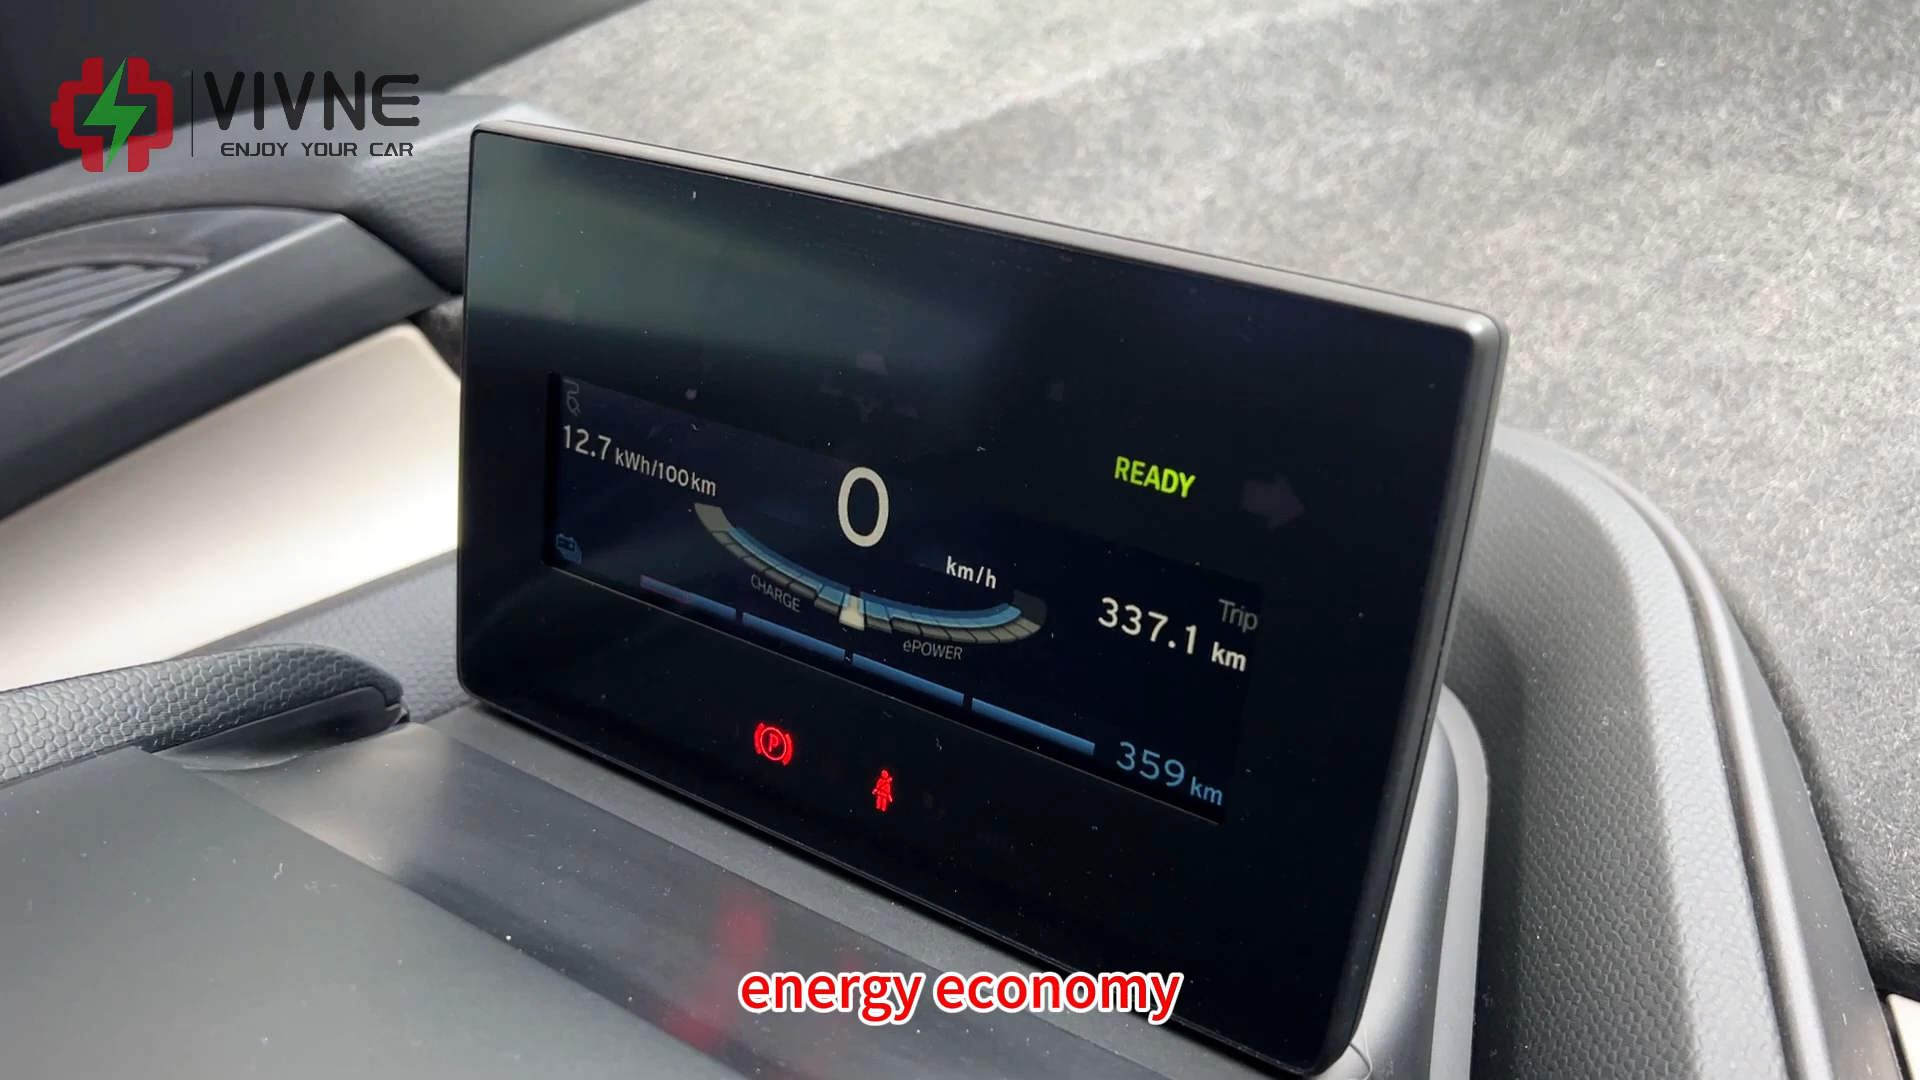 VIVNE
ENJOY YOUR CAR
12.7 kWh/100 km
0
km/h
READY
CHARGE
ePOWER
Trip
337.1 km
359 km
P
energy economy